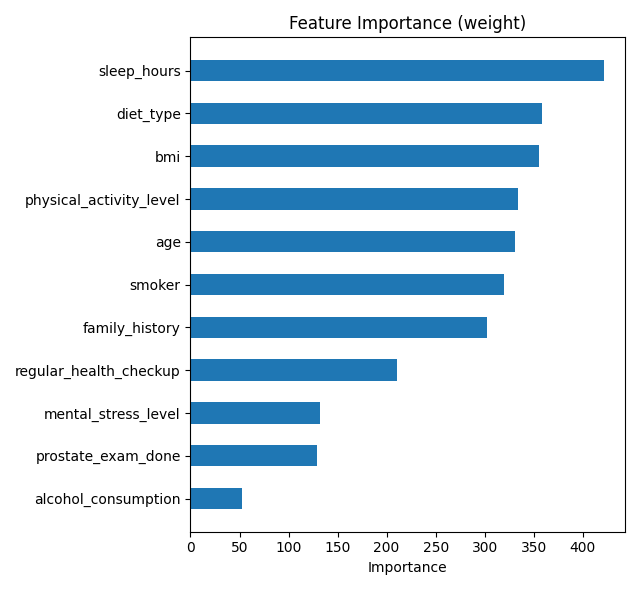 Feature Importance (weight)
sleep_hours
diet_type
bmi
physical_activity_level
age
smoker
family_history
regular_health_checkup
mental_stress_level
prostate_exam_done
alcohol_consumption
0 50 100 150 200 250 300 350 400
Importance